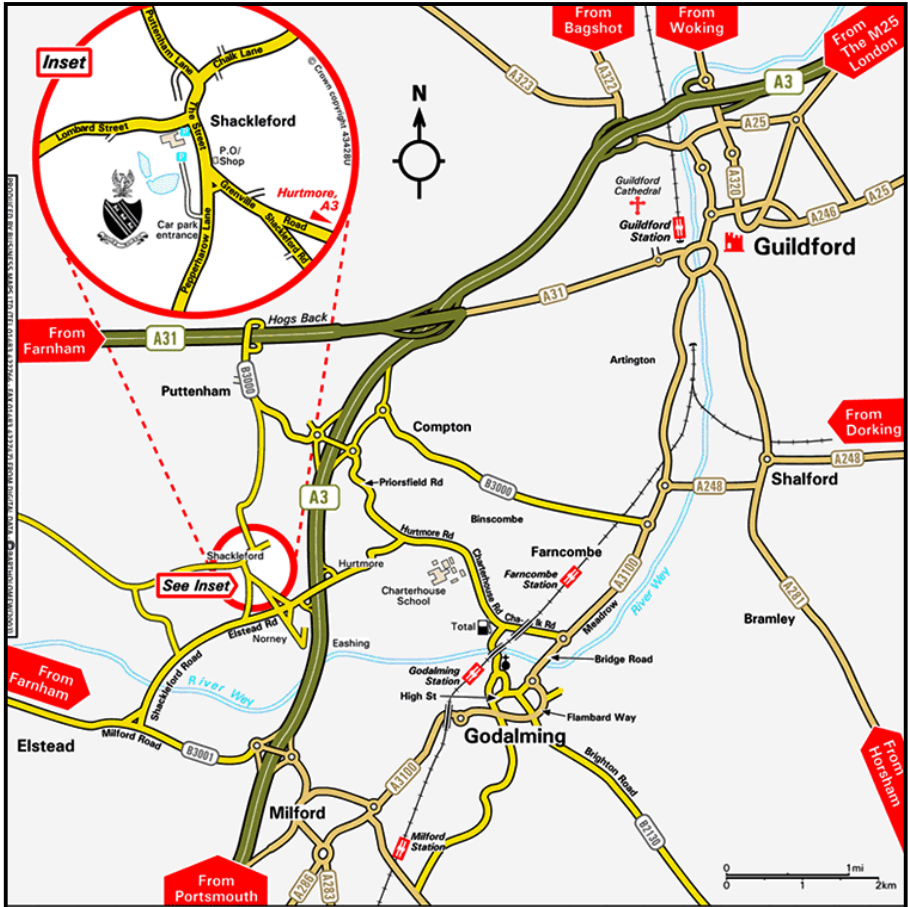 From
Bagshot
From
Woking
From
The M25
London
Inset
Puttenham Lane
Chalk Lane
© Crown copyright 43428U
The Street
Lombard Street
Shackleford
P.O/
Shop
Grenville
Road
Hurtmore,
A3
Shackleford Rd
Car park
entrance
Pepperharow Lane
P
P
N
A323
A322
A3
A25
A320
A25
A246
Guildford
Cathedral
Guildford
Station
Guildford
A31
Hogs Back
From
Farnham
A31
Artington
B3000
Puttenham
From
Dorking
Compton
A248
A248
Shalford
Priorsfield Rd
A3
B3000
Binscombe
Hurtmore Rd
Farncombe
Shackleford
See Inset
Hurtmore
Charterhouse
School
Charterhouse Rd
Farncombe
Station
A3100
River Wey
A281
Meadrow
Bramley
Elstead Rd
Norney
Eashing
Total
Chalk Rd
Bridge Road
Godalming
Station
High St
Flambard Way
Godalming
Shackleford Road
River Wey
From
Farnham
Milford Road
Elstead
B3001
A3100
Brighton Road
From
Horsham
Milford
Milford
Station
B2130
From
Portsmouth
A286
A283
0 1mi
0 1 2km